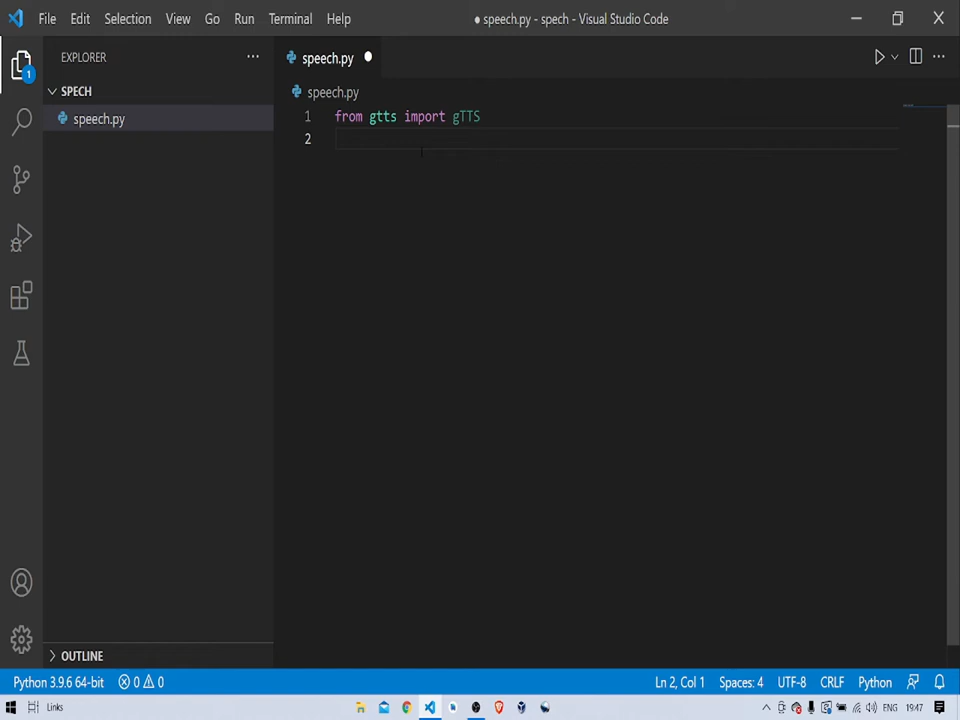 File Edit Selection View Go Run Terminal Help
● speech.py - spech - Visual Studio Code
EXPLORER
speech.py
1
SPECH
speech.py
speech.py
1 from gtts import gTTS
2
OUTLINE
Python 3.9.6 64-bit 0 0
Ln 2, Col 1 Spaces: 4 UTF-8 CRLF Python
Links
ENG 19:47